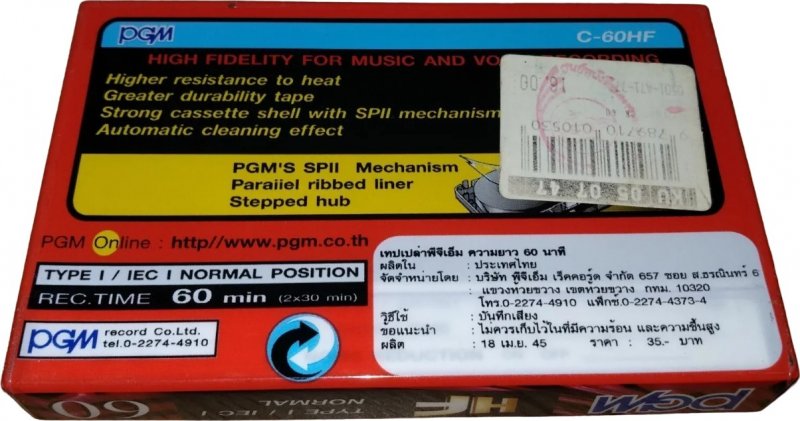 PGM
C-60HF
HIGH FIDELITY FOR MUSIC AND VO RECORDING
Higher resistance to heat
Greater durability tape
Strong cassette shell with SPII mechanism
Automatic cleaning effect
PGM'S SPII Mechanism
Paraiiel ribbed liner
Stepped hub
9 789710 010530
KU 05 07 47
PGM Online : http//www.pgm.co.th
TYPE I / IEC I NORMAL POSITION
REC.TIME 60 min (2x30 min)
PGM record Co.Ltd.
tel.0-2274-4910
เทปเปล่าพีจีเอ็ม ความยาว 60 นาที
ผลิตใน : ประเทศไทย
จัดจำหน่ายโดย : บริษัท พีจีเอ็ม เร็คคอร์ด จำกัด 657 ซอย ส.ธรณินทร์ 6
แขวงห้วยขวาง เขตห้วยขวาง กทม. 10320
โทร.0-2274-4910 แฟ็กซ์.0-2274-4373-4
วิธีใช้ : บันทึกเสียง
ขอแนะนำ : ไม่ควรเก็บไว้ในที่มีความร้อน และความชื้นสูง
ผลิต : 18 เม.ย. 45 ราคา : 35.- บาท
PGM HF TYPE I / IEC I NORMAL 60